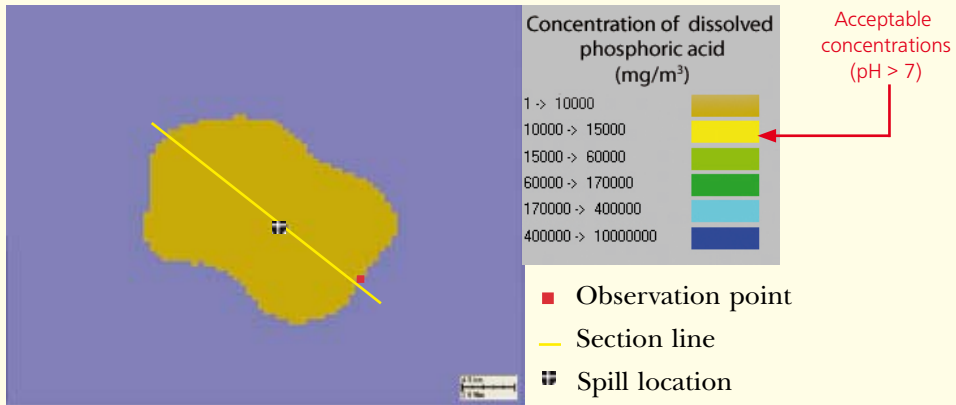 Concentration of dissolved
phosphoric acid
(mg/m³)
1 -> 10000
10000 -> 15000
15000 -> 60000
60000 -> 170000
170000 -> 400000
400000 -> 10000000
Acceptable
concentrations
(pH > 7)
Observation point
Section line
Spill location